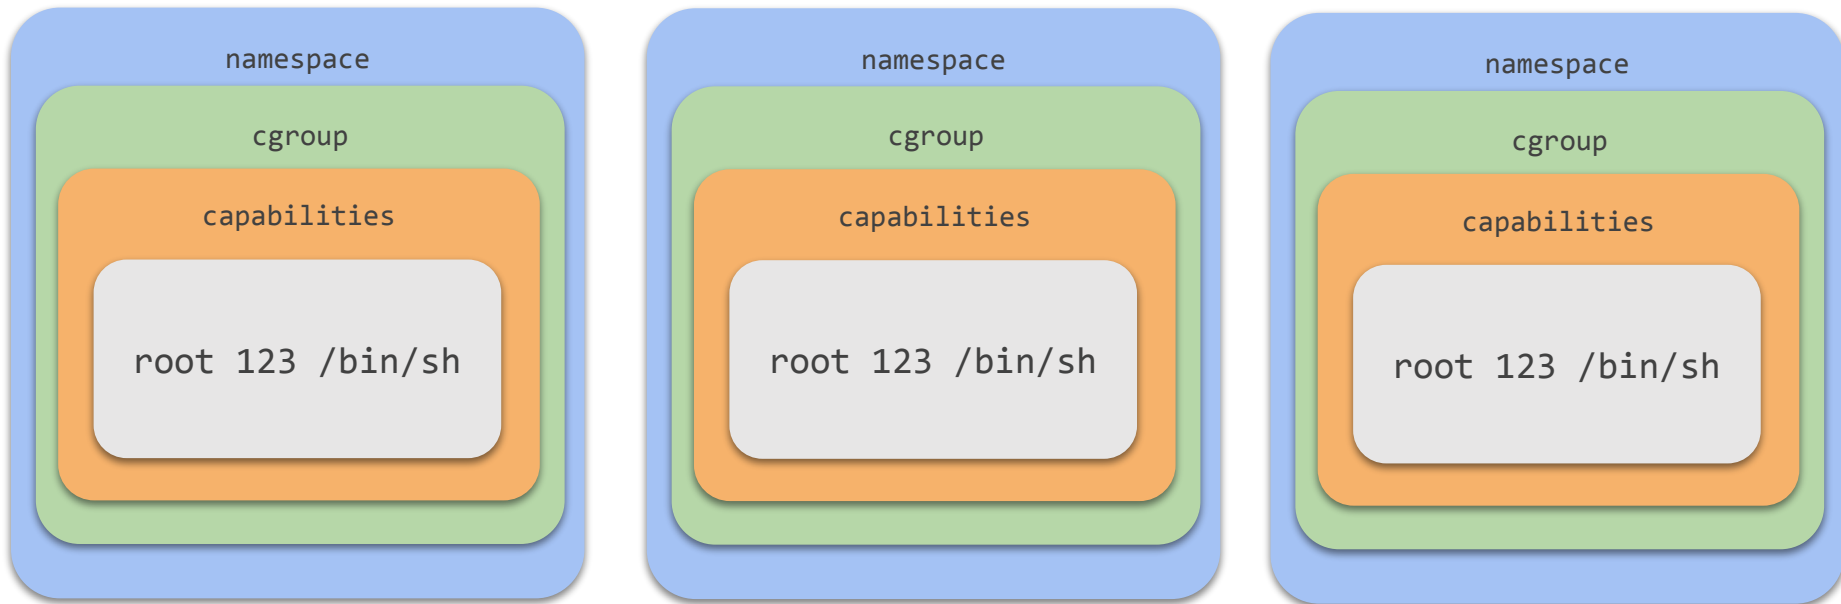 namespace
cgroup
capabilities
root 123 /bin/sh
namespace
cgroup
capabilities
root 123 /bin/sh
namespace
cgroup
capabilities
root 123 /bin/sh